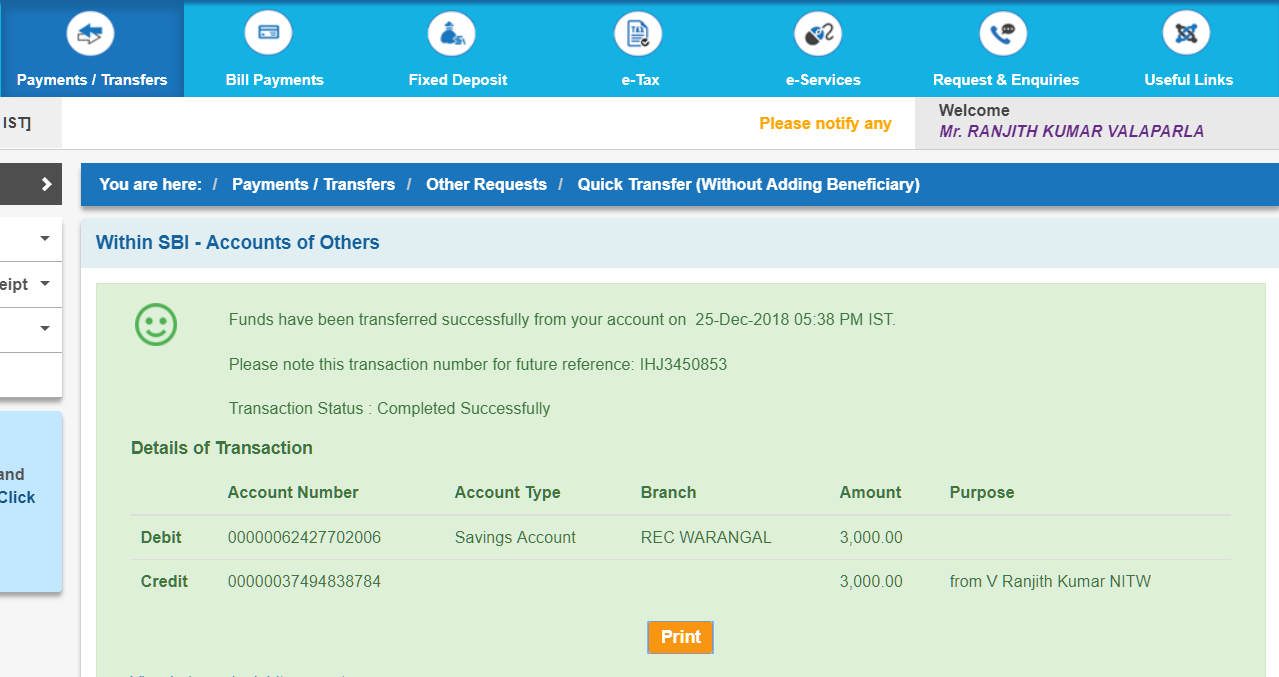 Payments / Transfers
Bill Payments
Fixed Deposit
TAX
e-Tax
e-Services
Request & Enquiries
Useful Links
IST]
Please notify any
Welcome
Mr. RANJITH KUMAR VALAPARLA
You are here: / Payments / Transfers / Other Requests / Quick Transfer (Without Adding Beneficiary)
Within SBI - Accounts of Others
eipt
Funds have been transferred successfully from your account on 25-Dec-2018 05:38 PM IST.
Please note this transaction number for future reference: IHJ3450853
Transaction Status : Completed Successfully
Details of Transaction
and
Click
Account Number Account Type Branch Amount Purpose
Debit 00000062427702006 Savings Account REC WARANGAL 3,000.00
Credit 00000037494838784 3,000.00 from V Ranjith Kumar NITW
Print